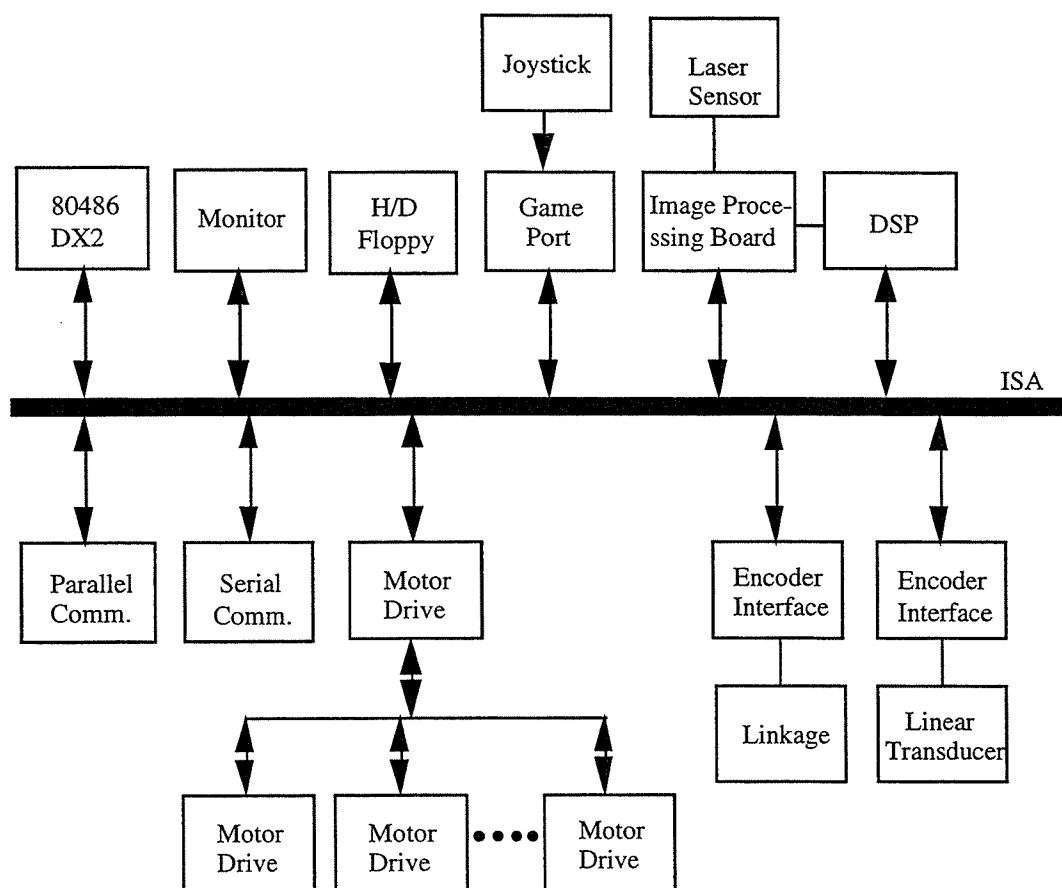 Joystick
Laser
Sensor
80486
DX2
Monitor
H/D
Floppy
Game
Port
Image Proce-
ssing Board
DSP
ISA
Parallel
Comm.
Serial
Comm.
Motor
Drive
Encoder
Interface
Encoder
Interface
Linkage
Linear
Transducer
Motor
Drive
Motor
Drive
Motor
Drive